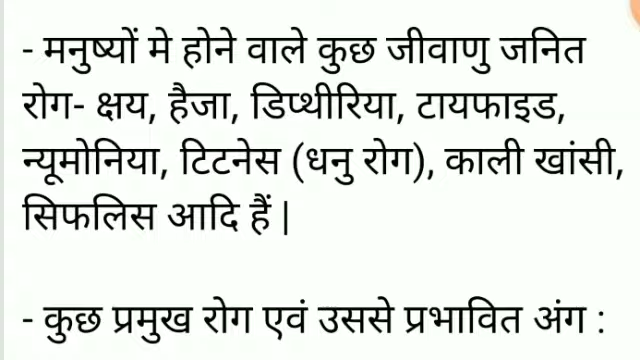 - मनुष्यों मे होने वाले कुछ जीवाणु जनित
रोग- क्षय, हैजा, डिप्थीरिया, टायफाइड,
न्यूमोनिया, टिटनेस (धनु रोग), काली खांसी,
सिफलिस आदि हैं |
- कुछ प्रमुख रोग एवं उससे प्रभावित अंग :